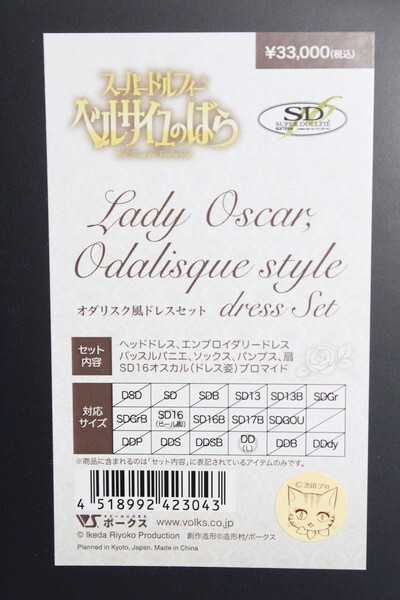 ¥33,000(税込)
スーパードルフィー
ベルサイユのばら
SD
SUPER DOLLFIE
Lady Oscar,
Odalisque style
オダリスク風ドレスセット dress Set
セット内容
ヘッドドレス、エンブロイダリードレス
バッスルパニエ、ソックス、パンプス、扇
SD16オスカル(ドレス姿)ブロマイド
対応サイズ
DSD SD SDB SD13 SD13B SDGr
SDGrB SD16(ヒール脚) SD16B SD17B SDGOU
DDP DDS DDSB DD(L) DDB DDdy
※商品に含まれるのは「セット内容」に表記されているアイテムのみです。
4 518992 423043
VS ボークス www.volks.co.jp
© Ikeda Riyoko Production 創作造形©造形村/ボークス
Planned in Kyoto, Japan. Made in China